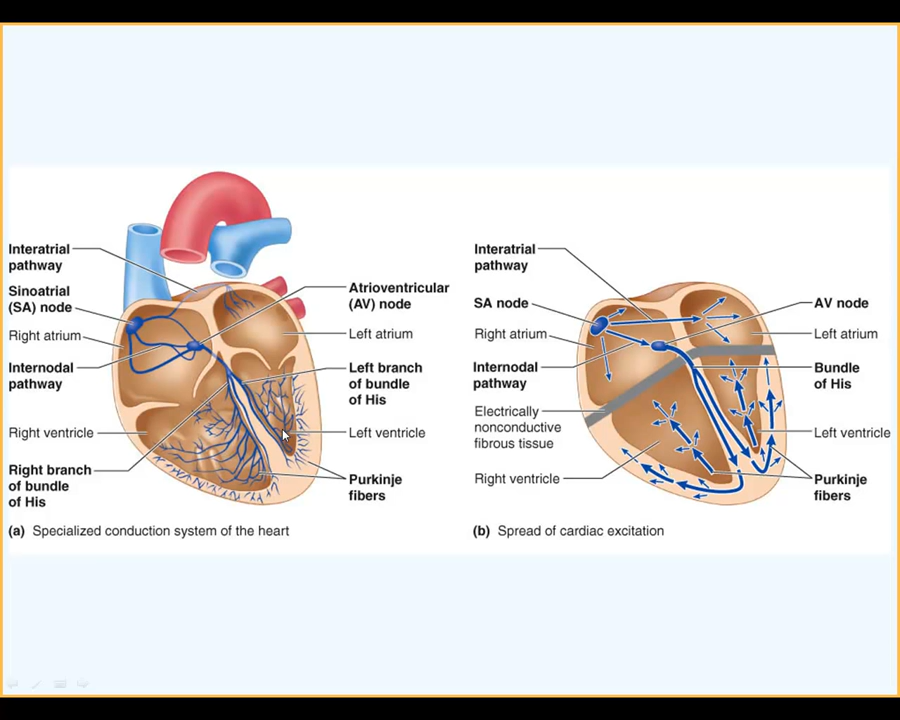 Interatrial
pathway
Sinoatrial
(SA) node
Right atrium
Internodal
pathway
Right ventricle
Right branch
of bundle
of His
Atrioventricular
(AV) node
Left atrium
Left branch
of bundle
of His
Left ventricle
Purkinje
fibers
(a) Specialized conduction system of the heart
Interatrial
pathway
SA node
Right atrium
Internodal
pathway
Electrically
nonconductive
fibrous tissue
Right ventricle
AV node
Left atrium
Bundle
of His
Left ventricle
Purkinje
fibers
(b) Spread of cardiac excitation